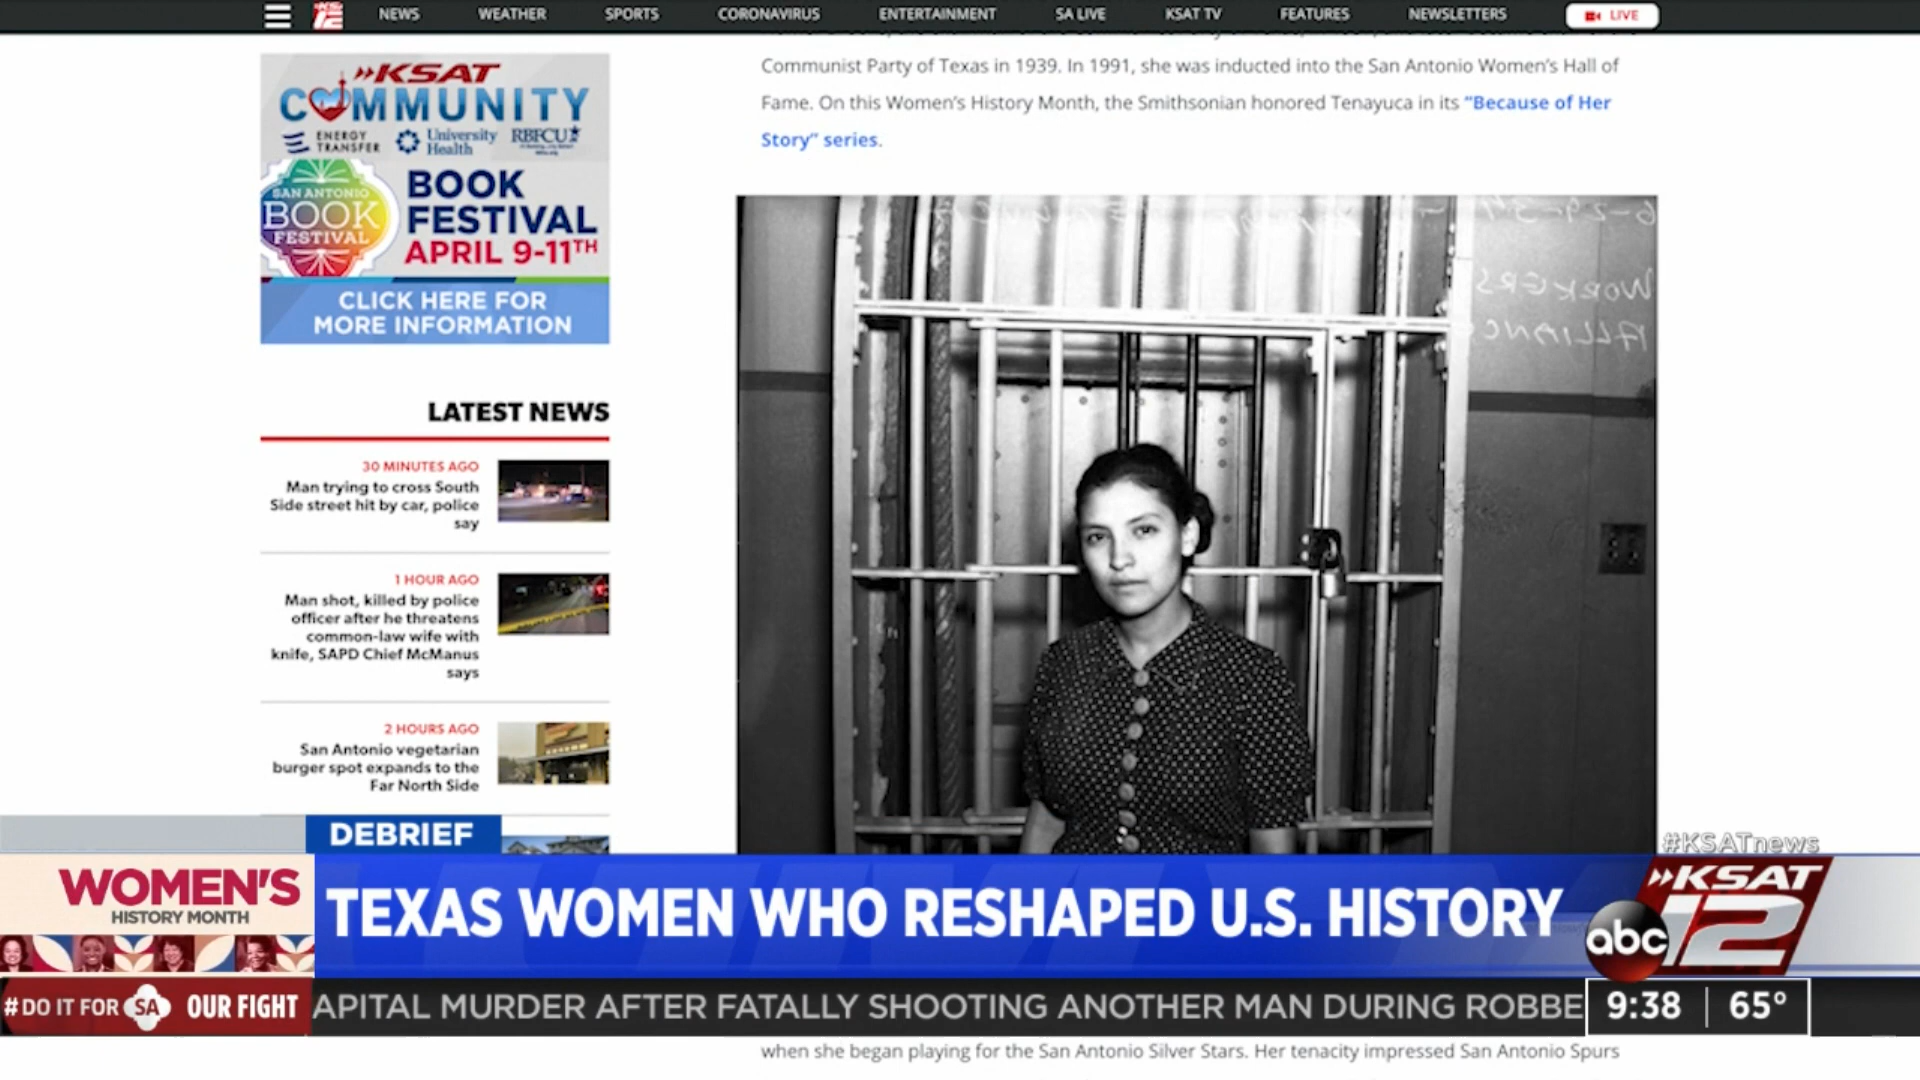 KSAT 12
NEWS
WEATHER
SPORTS
CORONAVIRUS
ENTERTAINMENT
SA LIVE
KSAT TV
FEATURES
NEWSLETTERS
LIVE
KSAT
COMMUNITY
ENERGY TRANSFER
University Health
RBFCU
SAN ANTONIO
BOOK
FESTIVAL
BOOK
FESTIVAL
APRIL 9-11TH
CLICK HERE FOR
MORE INFORMATION
LATEST NEWS
30 MINUTES AGO
Man trying to cross South
Side street hit by car, police
say
1 HOUR AGO
Man shot, killed by police
officer after he threatens
common-law wife with
knife, SAPD Chief McManus
says
2 HOURS AGO
San Antonio vegetarian
burger spot expands to the
Far North Side
Communist Party of Texas in 1939. In 1991, she was inducted into the San Antonio Women's Hall of
Fame. On this Women's History Month, the Smithsonian honored Tenayuca in its "Because of Her
Story" series.
WORKERS
ALLIANC
DEBRIEF
#KSATnews
WOMEN'S
HISTORY MONTH
TEXAS WOMEN WHO RESHAPED U.S. HISTORY
KSAT
abc 12
#DO IT FOR SA OUR FIGHT
APITAL MURDER AFTER FATALLY SHOOTING ANOTHER MAN DURING ROBBE
9:38 65°
when she began playing for the San Antonio Silver Stars. Her tenacity impressed San Antonio Spurs